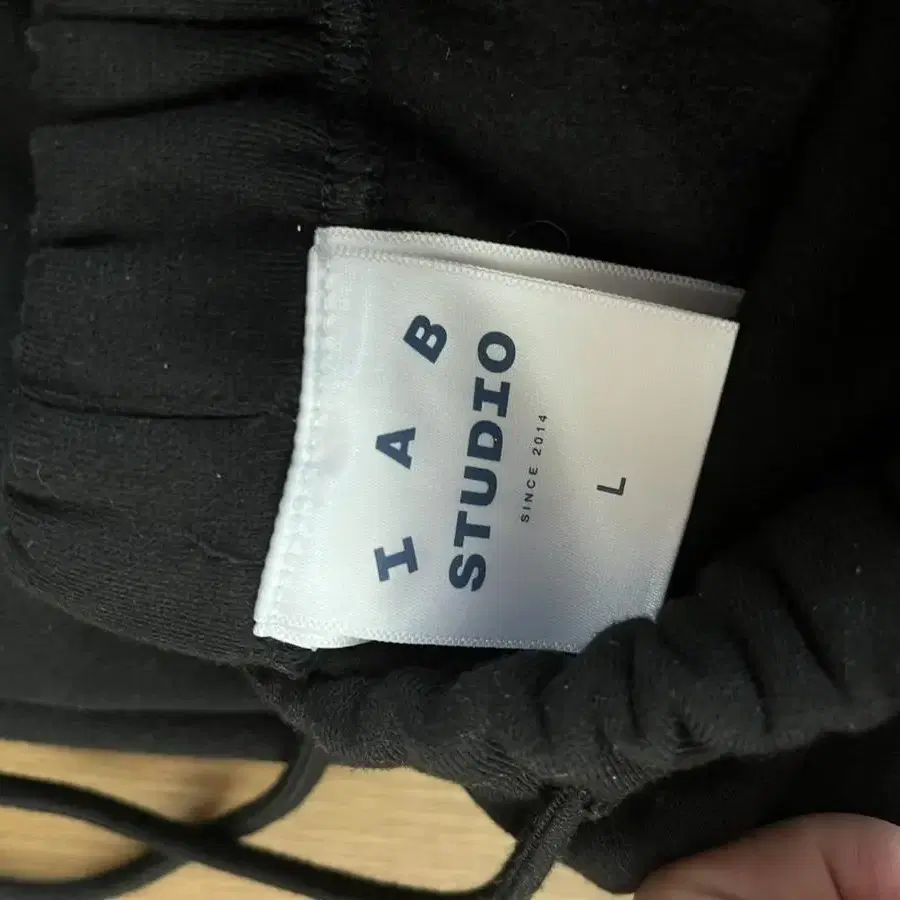 I A B
STUDIO
SINCE 2014
L